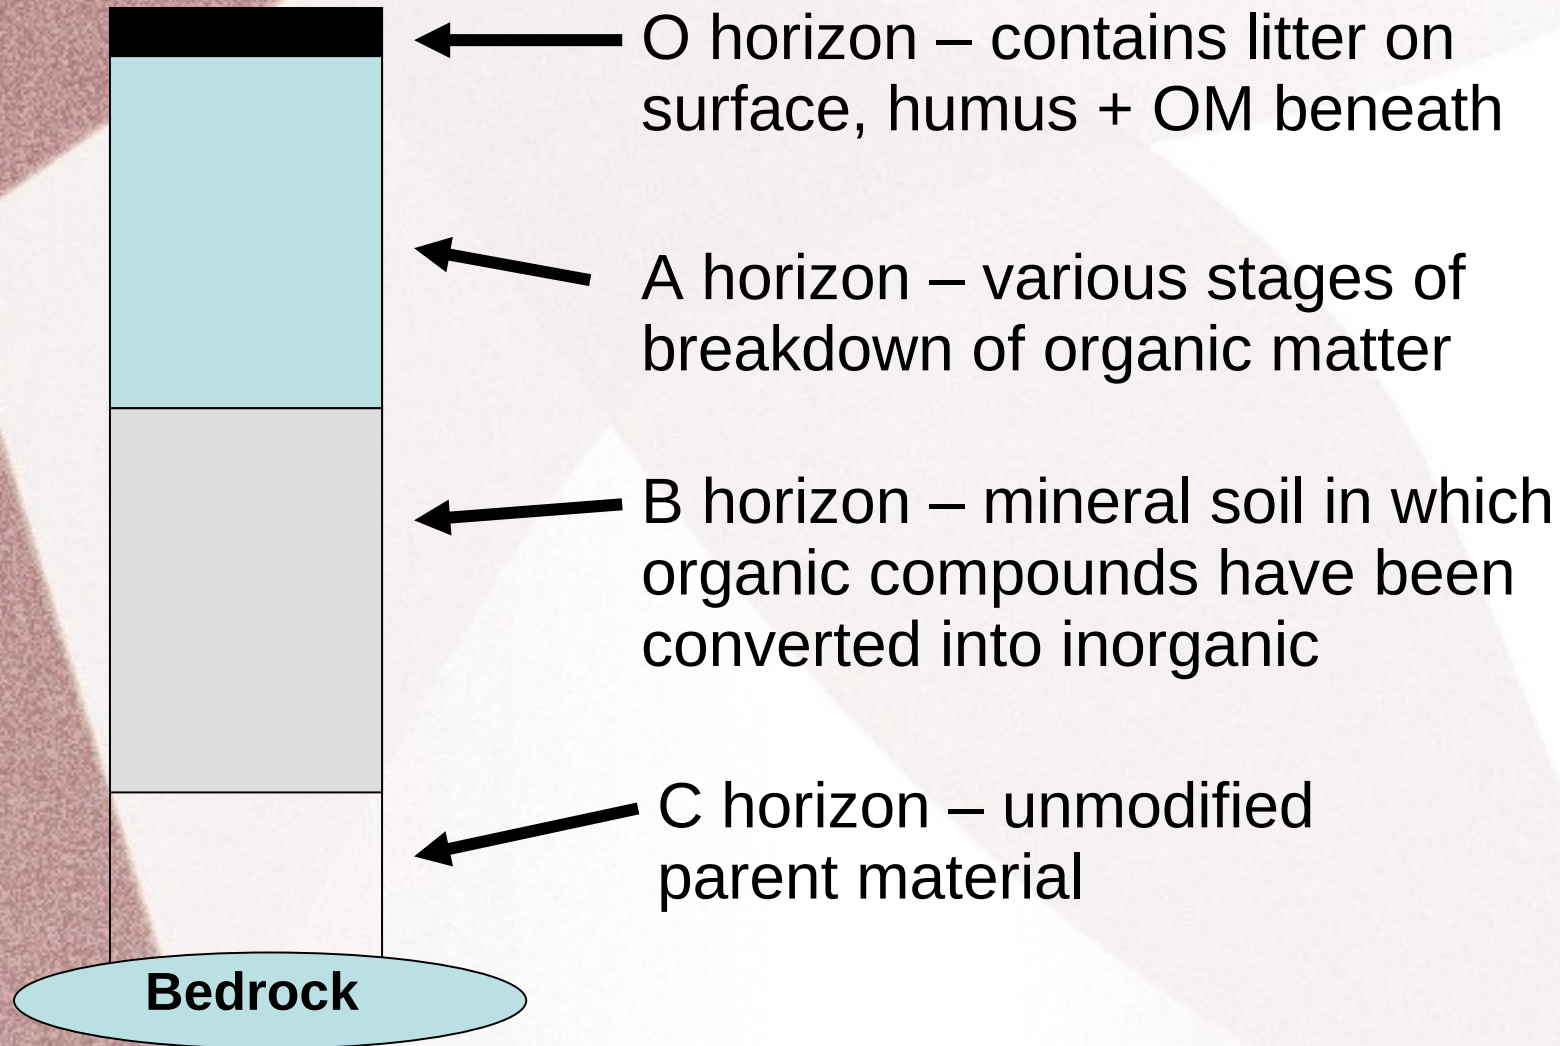 O horizon – contains litter on
surface, humus + OM beneath
A horizon – various stages of
breakdown of organic matter
B horizon – mineral soil in which
organic compounds have been
converted into inorganic
C horizon – unmodified
parent material
Bedrock